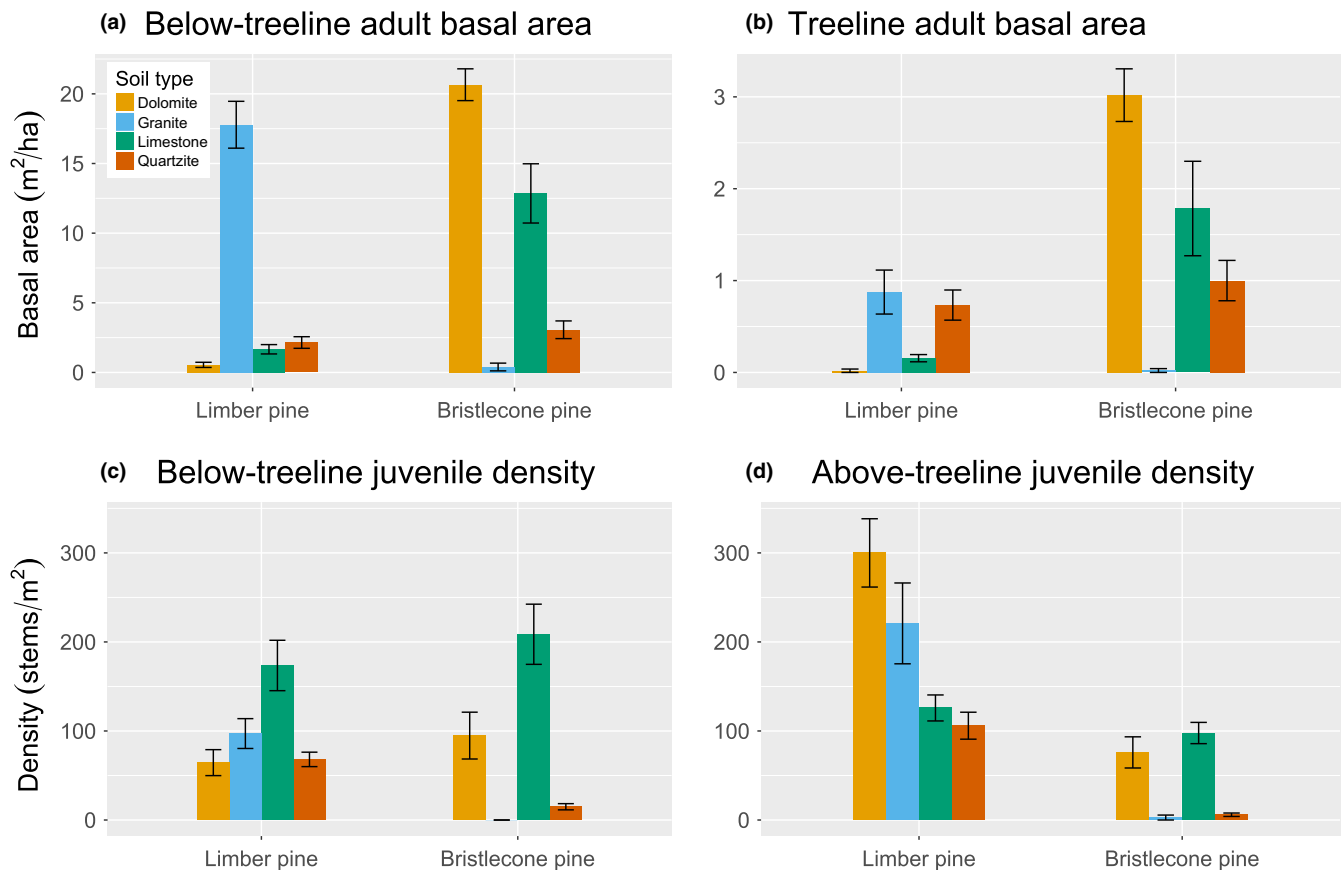 (a) Below-treeline adult basal area
Basal area (m²/ha)
20
15
10
5
0
Soil type
Dolomite
Granite
Limestone
Quartzite
Limber pine
Bristlecone pine
(b) Treeline adult basal area
3
2
1
0
Limber pine
Bristlecone pine
(c) Below-treeline juvenile density
Density (stems/m²)
300
200
100
0
Limber pine
Bristlecone pine
(d) Above-treeline juvenile density
300
200
100
0
Limber pine
Bristlecone pine